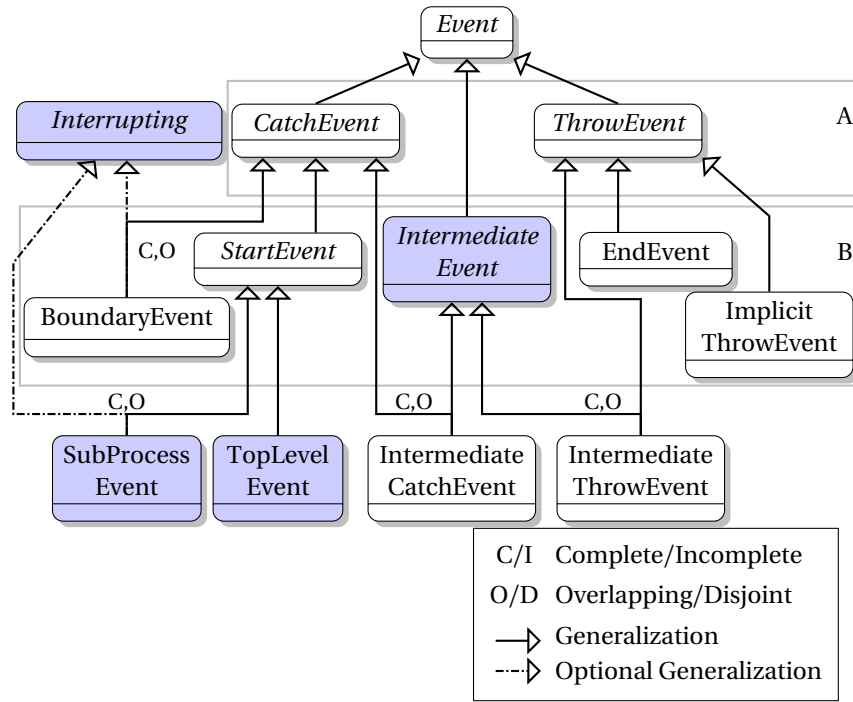 Event
Interrupting
CatchEvent
ThrowEvent
A
C,O
StartEvent
Intermediate
Event
EndEvent
B
BoundaryEvent
Implicit
ThrowEvent
C,O
C,O
C,O
SubProcess
Event
TopLevel
Event
Intermediate
CatchEvent
Intermediate
ThrowEvent
C/I Complete/Incomplete
O/D Overlapping/Disjoint
Generalization
Optional Generalization